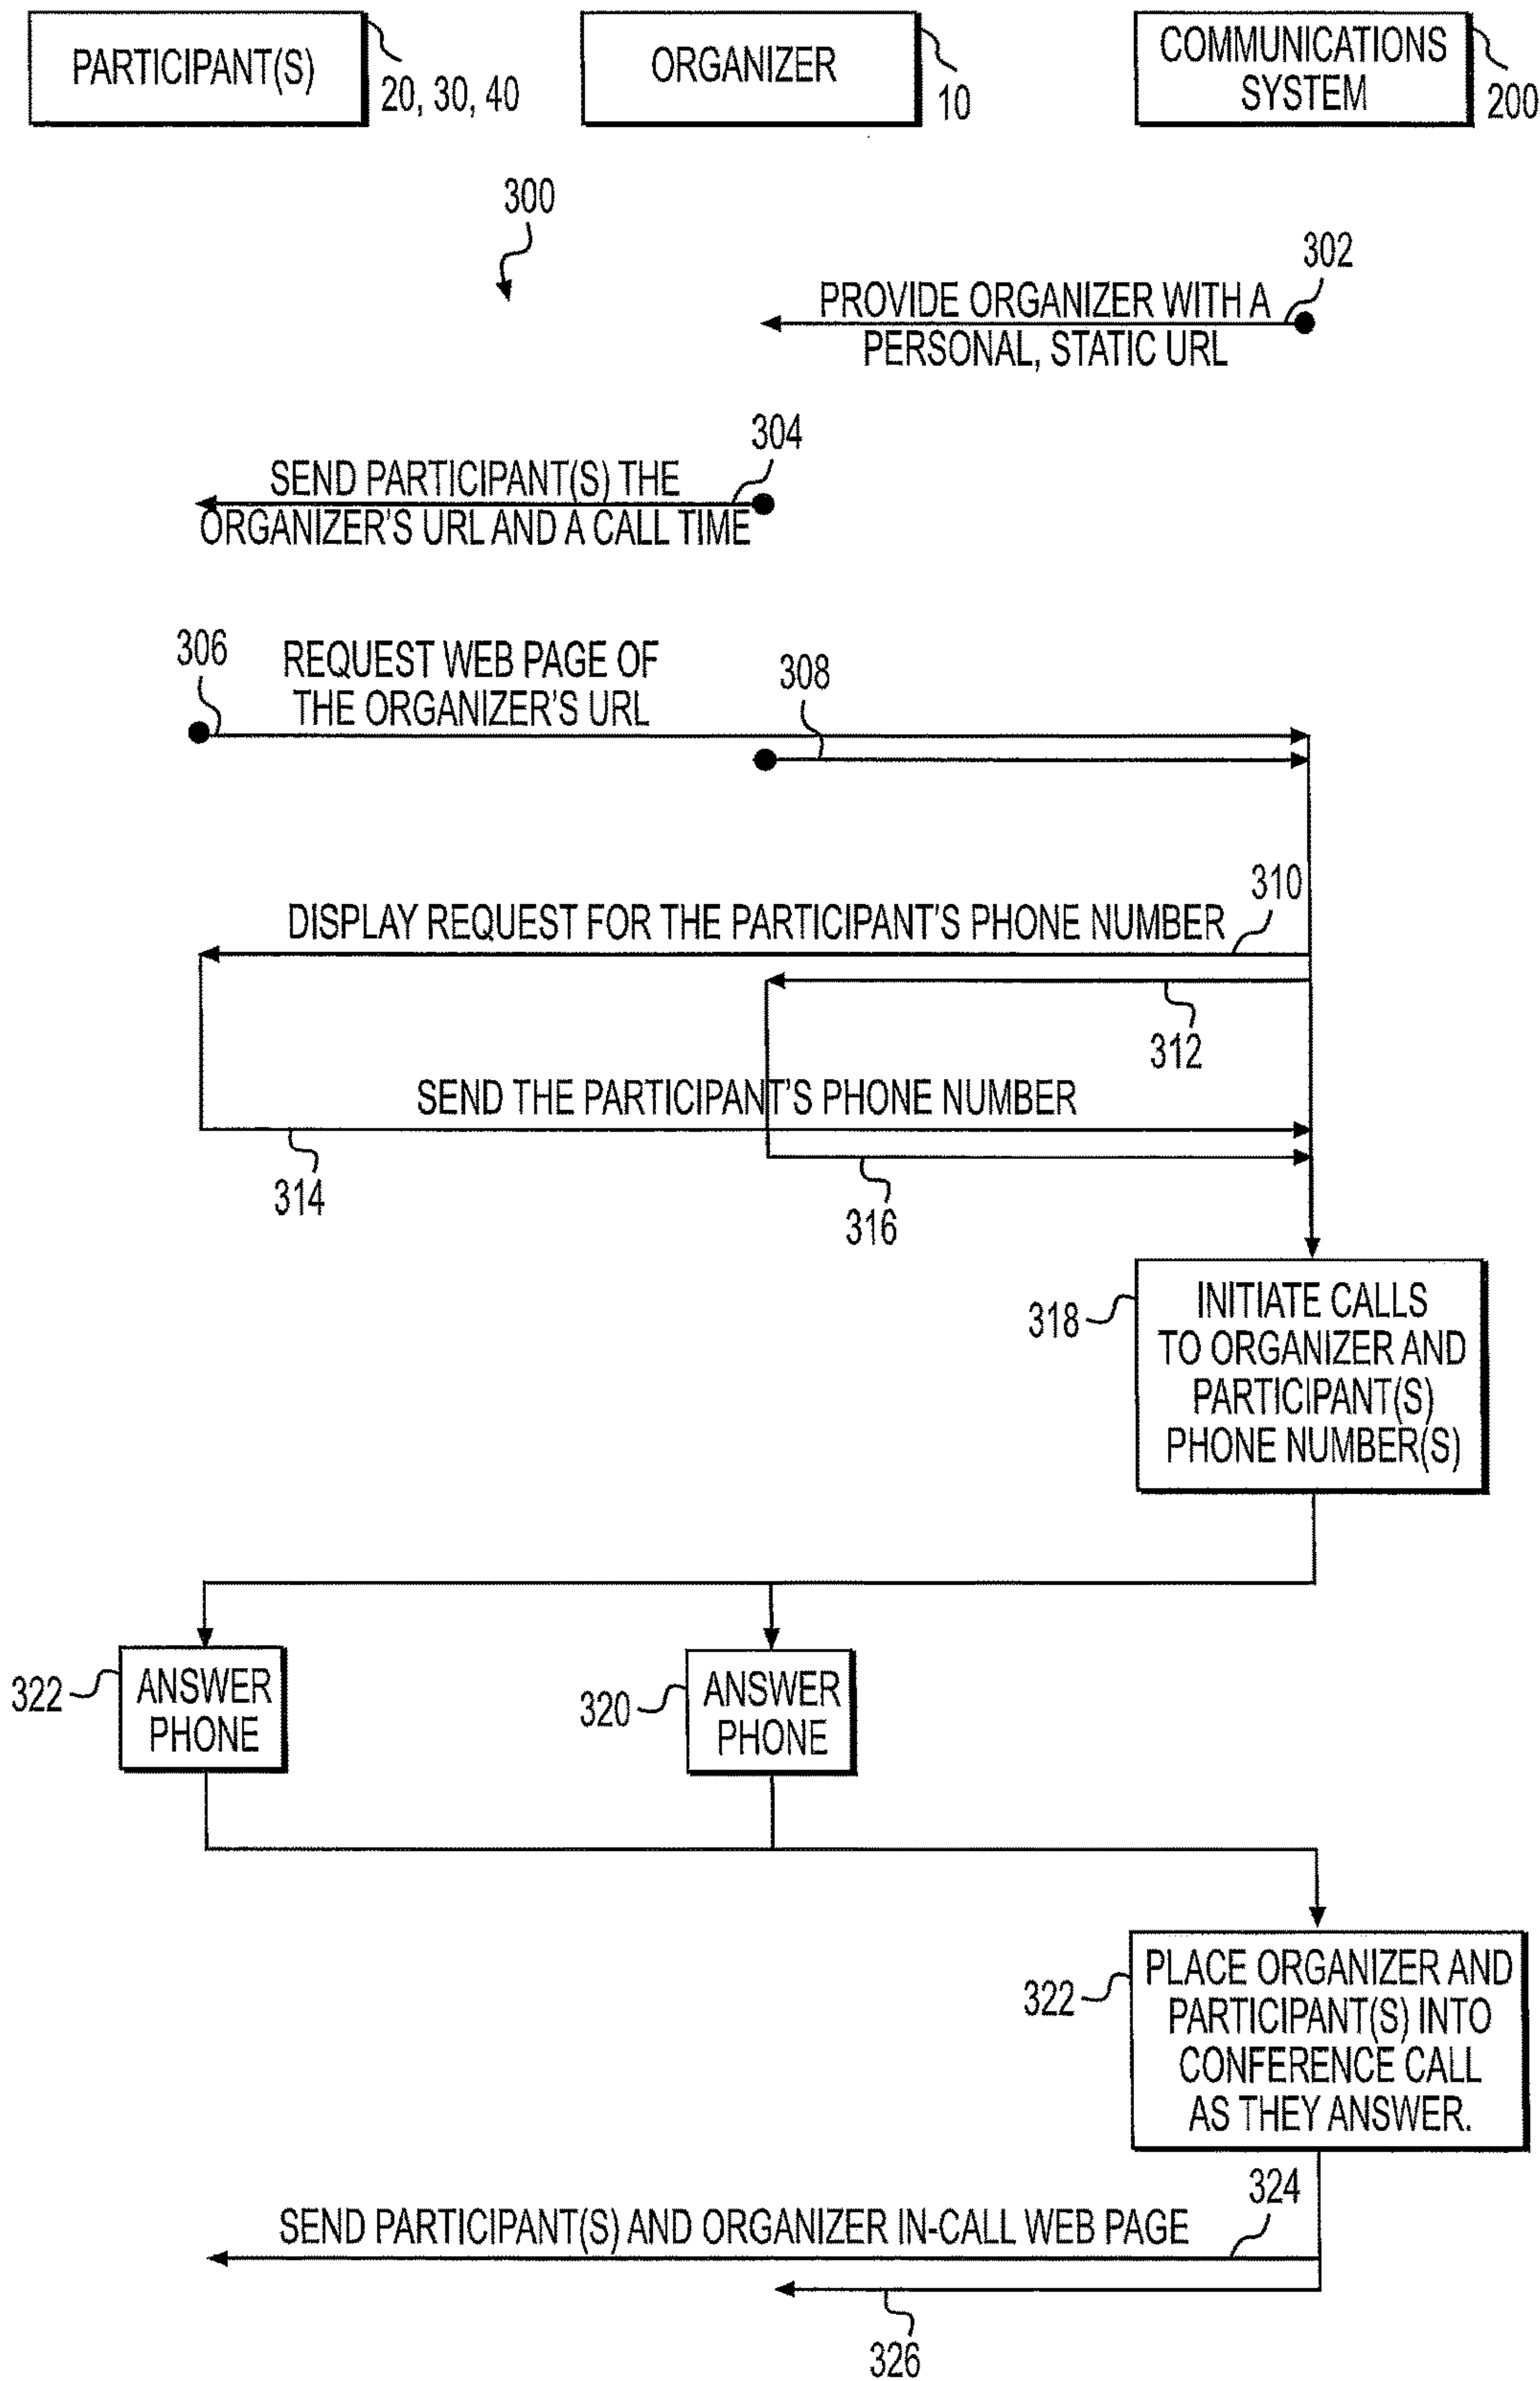 PARTICIPANT(S)
20, 30, 40
ORGANIZER
10
COMMUNICATIONS
SYSTEM
200
300
302
PROVIDE ORGANIZER WITH A
PERSONAL, STATIC URL
304
SEND PARTICIPANT(S) THE
ORGANIZER'S URL AND A CALL TIME
306
REQUEST WEB PAGE OF
THE ORGANIZER'S URL
308
310
DISPLAY REQUEST FOR THE PARTICIPANT'S PHONE NUMBER
312
SEND THE PARTICIPANT'S PHONE NUMBER
314
316
318
INITIATE CALLS
TO ORGANIZER AND
PARTICIPANT(S)
PHONE NUMBER(S)
322
ANSWER
PHONE
320
ANSWER
PHONE
322
PLACE ORGANIZER AND
PARTICIPANT(S) INTO
CONFERENCE CALL
AS THEY ANSWER.
324
SEND PARTICIPANT(S) AND ORGANIZER IN-CALL WEB PAGE
326